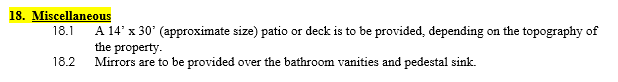 18. Miscellaneous
18.1 A 14’ x 30’ (approximate size) patio or deck is to be provided, depending on the topography of
the property.
18.2 Mirrors are to be provided over the bathroom vanities and pedestal sink.